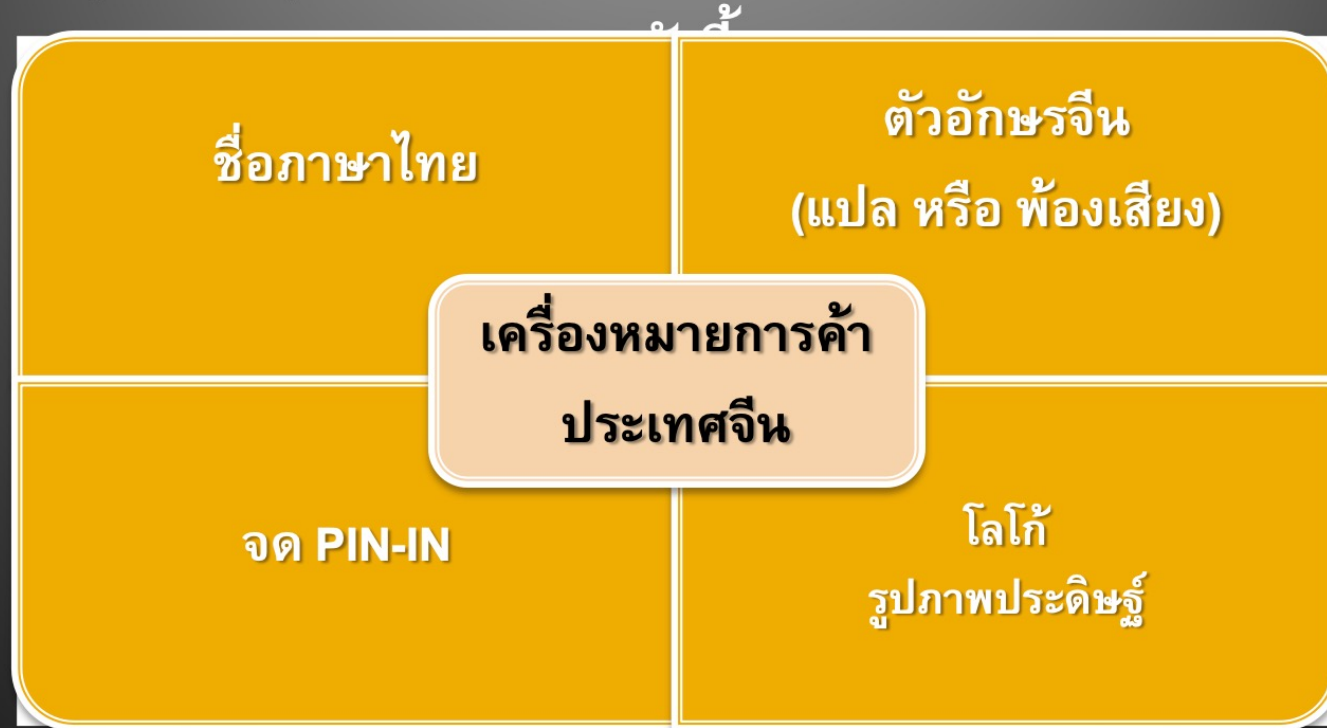 ชื่อภาษาไทย
ตัวอักษรจีน
(แปล หรือ พ้องเสียง)
เครื่องหมายการค้า
ประเทศจีน
จด PIN-IN
โลโก้
รูปภาพประดิษฐ์